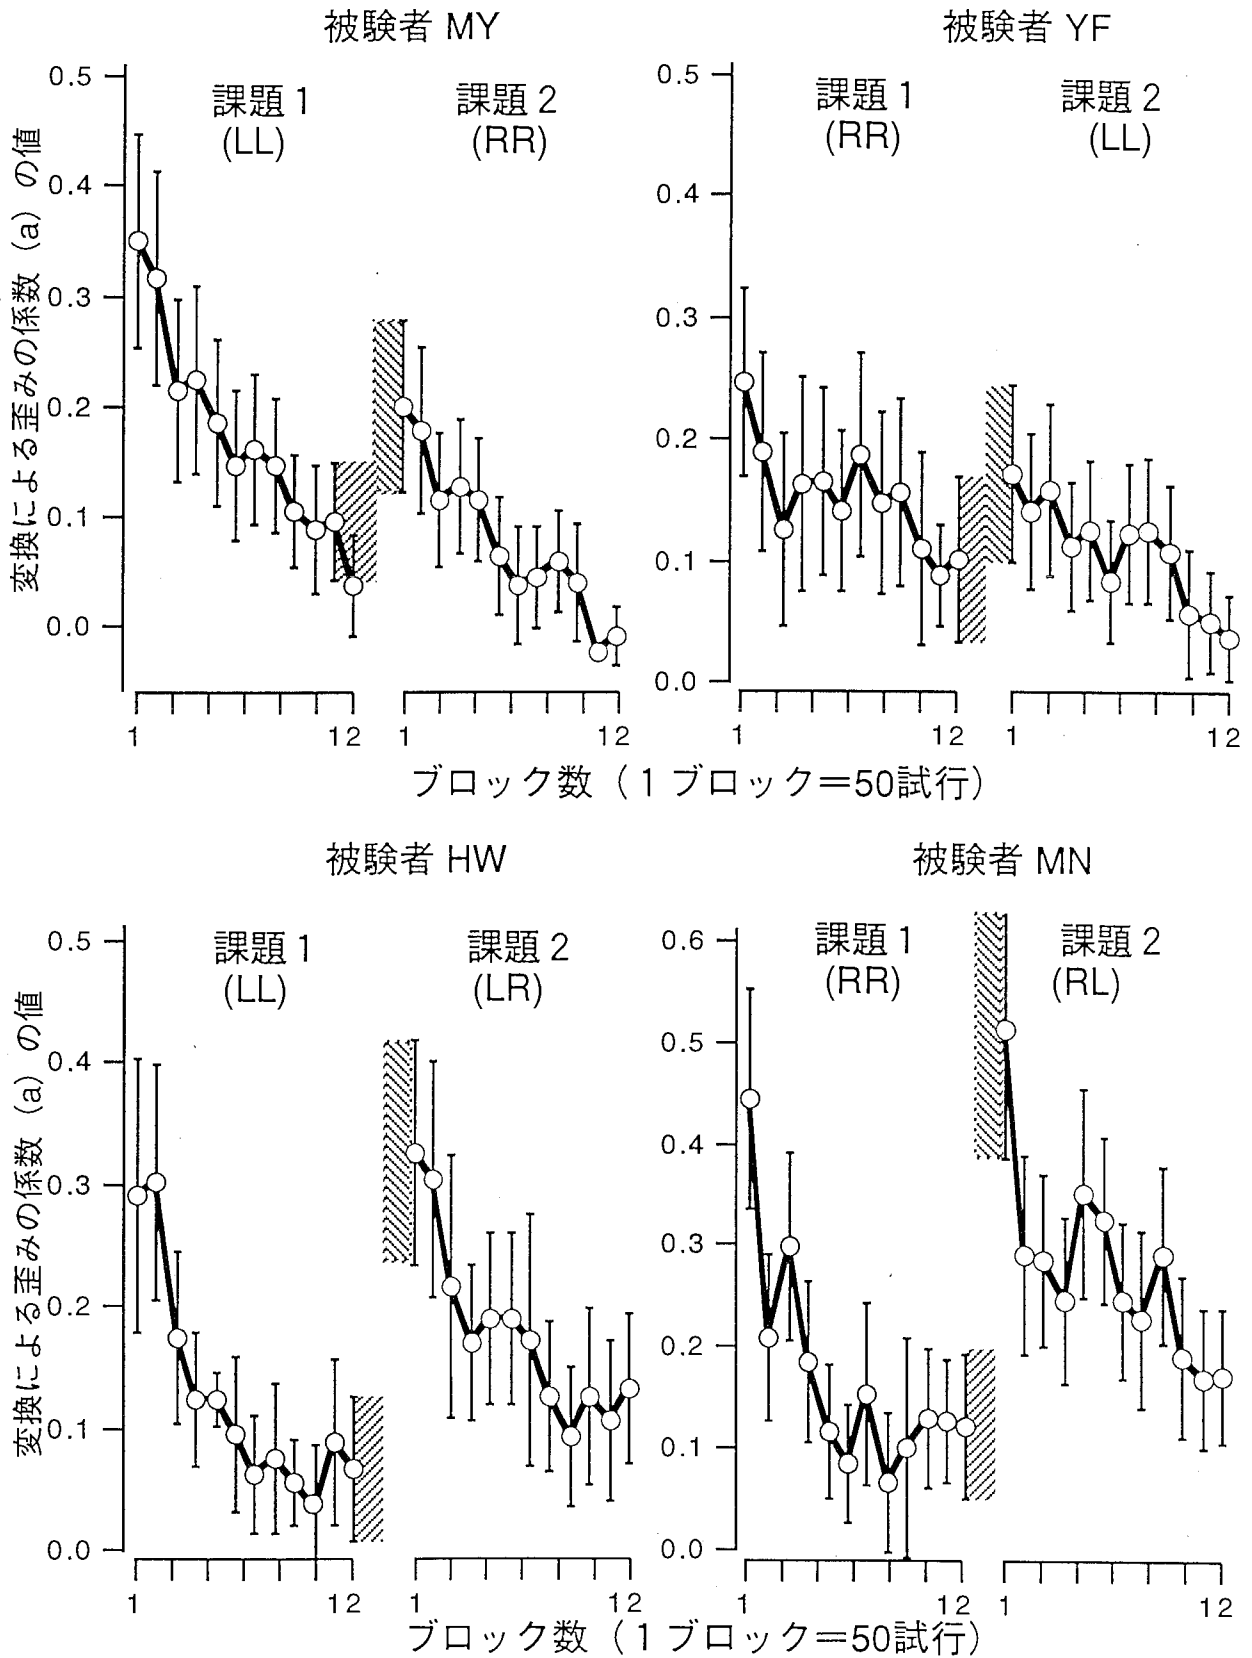 被験者 MY
変換による歪みの係数（a）の値
0.5
0.4
0.3
0.2
0.1
0.0
課題 1
(LL)
課題 2
(RR)
1
12
1
12
被験者 YF
0.5
0.4
0.3
0.2
0.1
0.0
課題 1
(RR)
課題 2
(LL)
1
12
1
12
ブロック数（1 ブロック＝50試行）
被験者 HW
変換による歪みの係数（a）の値
0.5
0.4
0.3
0.2
0.1
0.0
課題 1
(LL)
課題 2
(LR)
1
12
1
12
被験者 MN
0.6
0.5
0.4
0.3
0.2
0.1
0.0
課題 1
(RR)
課題 2
(RL)
1
12
1
12
ブロック数（1 ブロック＝50試行）